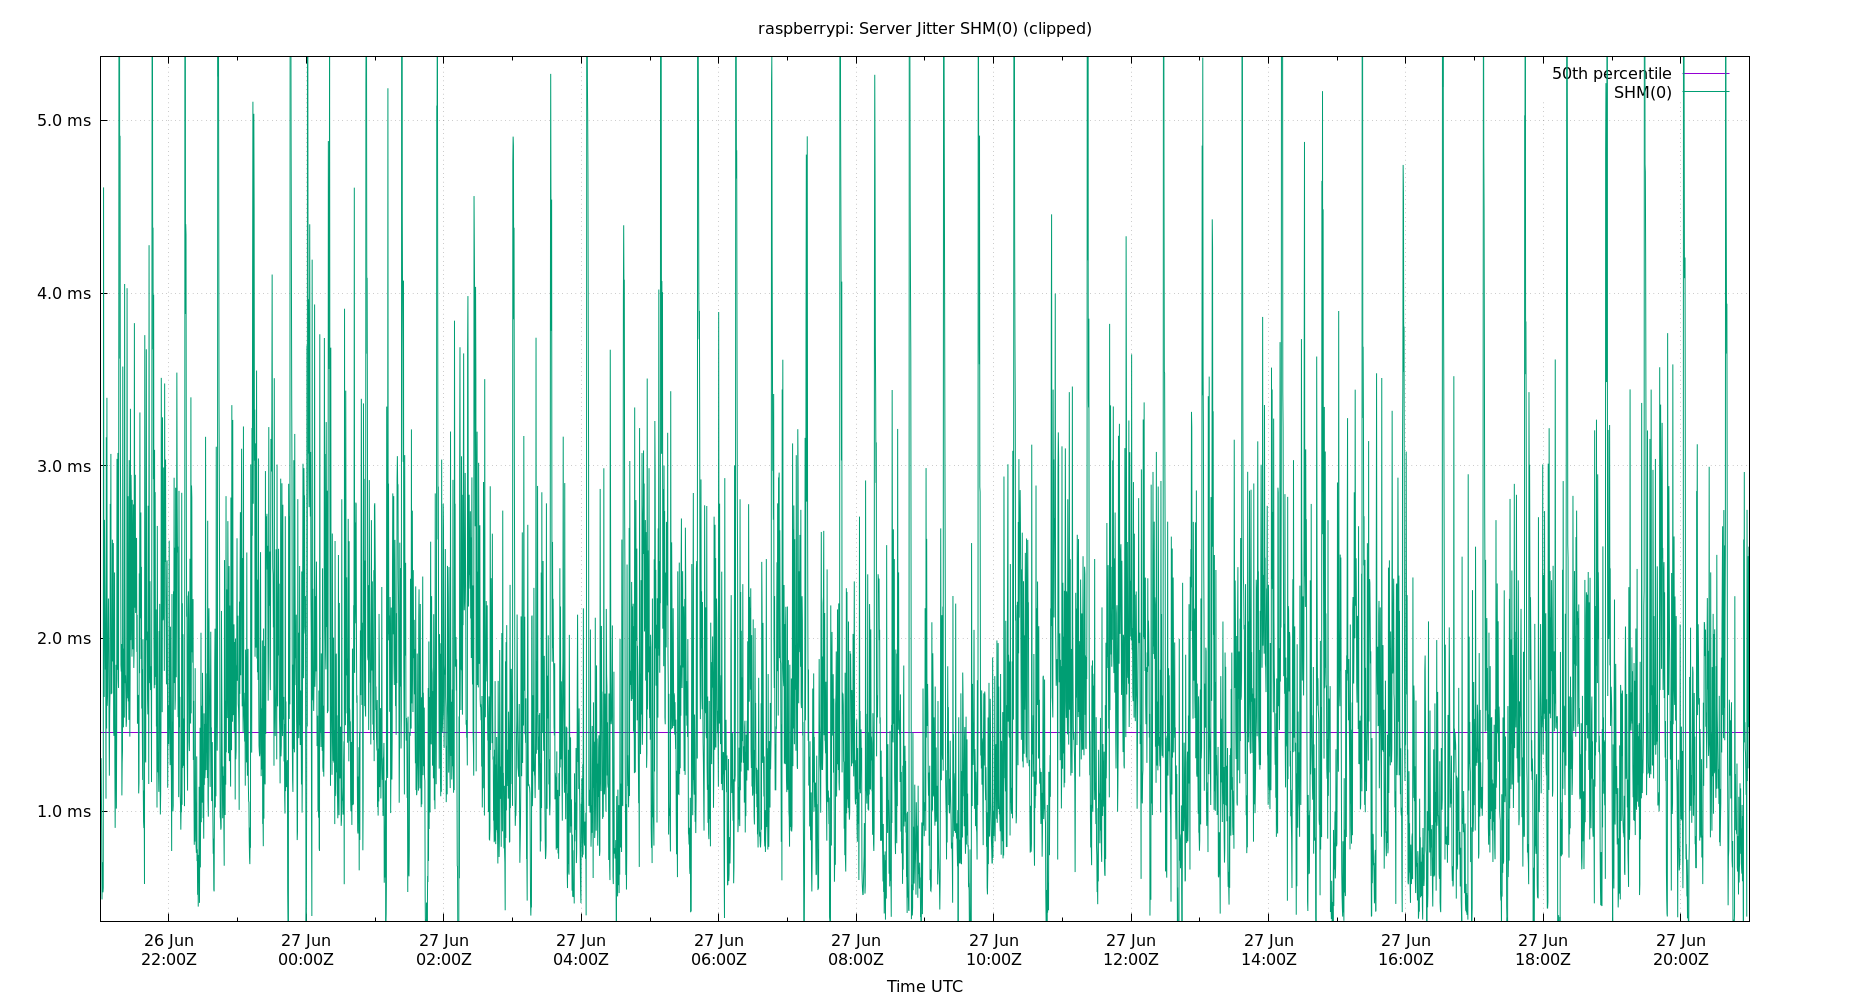 raspberrypi: Server Jitter SHM(0) (clipped)
50th percentile
SHM(0)
5.0 ms
4.0 ms
3.0 ms
2.0 ms
1.0 ms
26 Jun 27 Jun 27 Jun 27 Jun 27 Jun 27 Jun 27 Jun 27 Jun 27 Jun 27 Jun 27 Jun 27 Jun
22:00Z 00:00Z 02:00Z 04:00Z 06:00Z 08:00Z 10:00Z 12:00Z 14:00Z 16:00Z 18:00Z 20:00Z
Time UTC